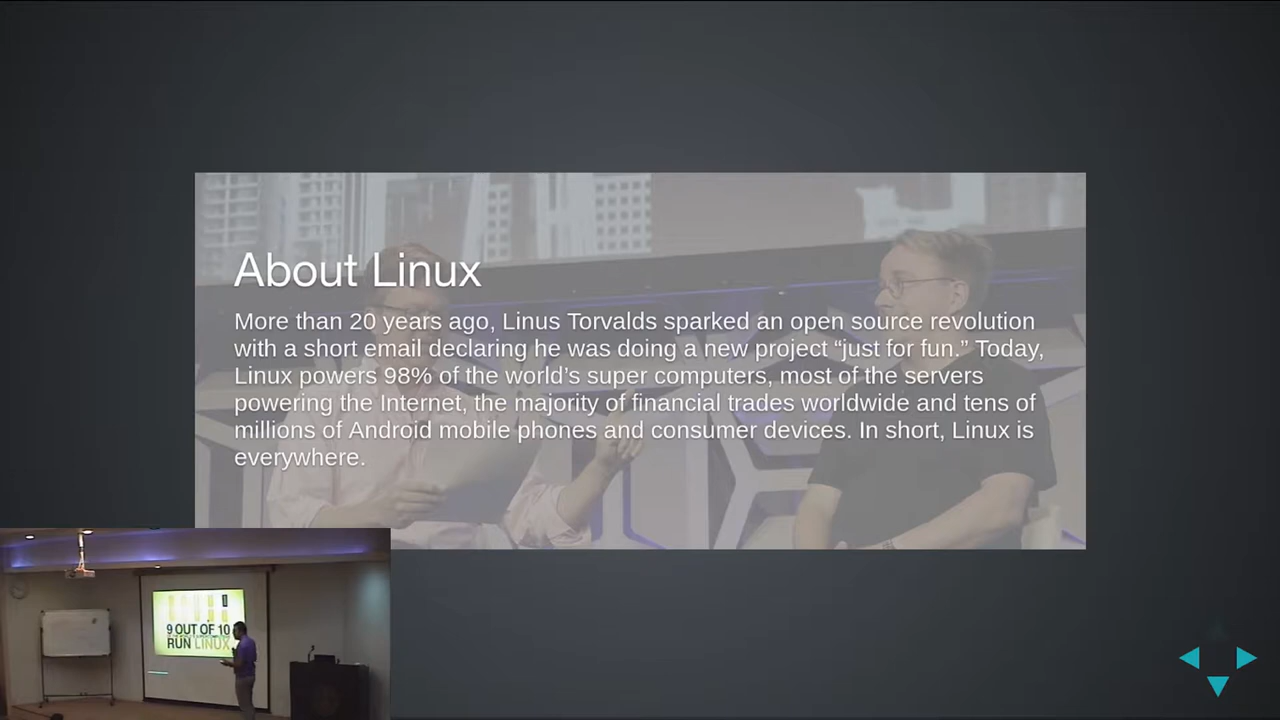 About Linux
More than 20 years ago, Linus Torvalds sparked an open source revolution
with a short email declaring he was doing a new project “just for fun.” Today,
Linux powers 98% of the world’s super computers, most of the servers
powering the Internet, the majority of financial trades worldwide and tens of
millions of Android mobile phones and consumer devices. In short, Linux is
everywhere.
9 OUT OF 10
RUN LINUX